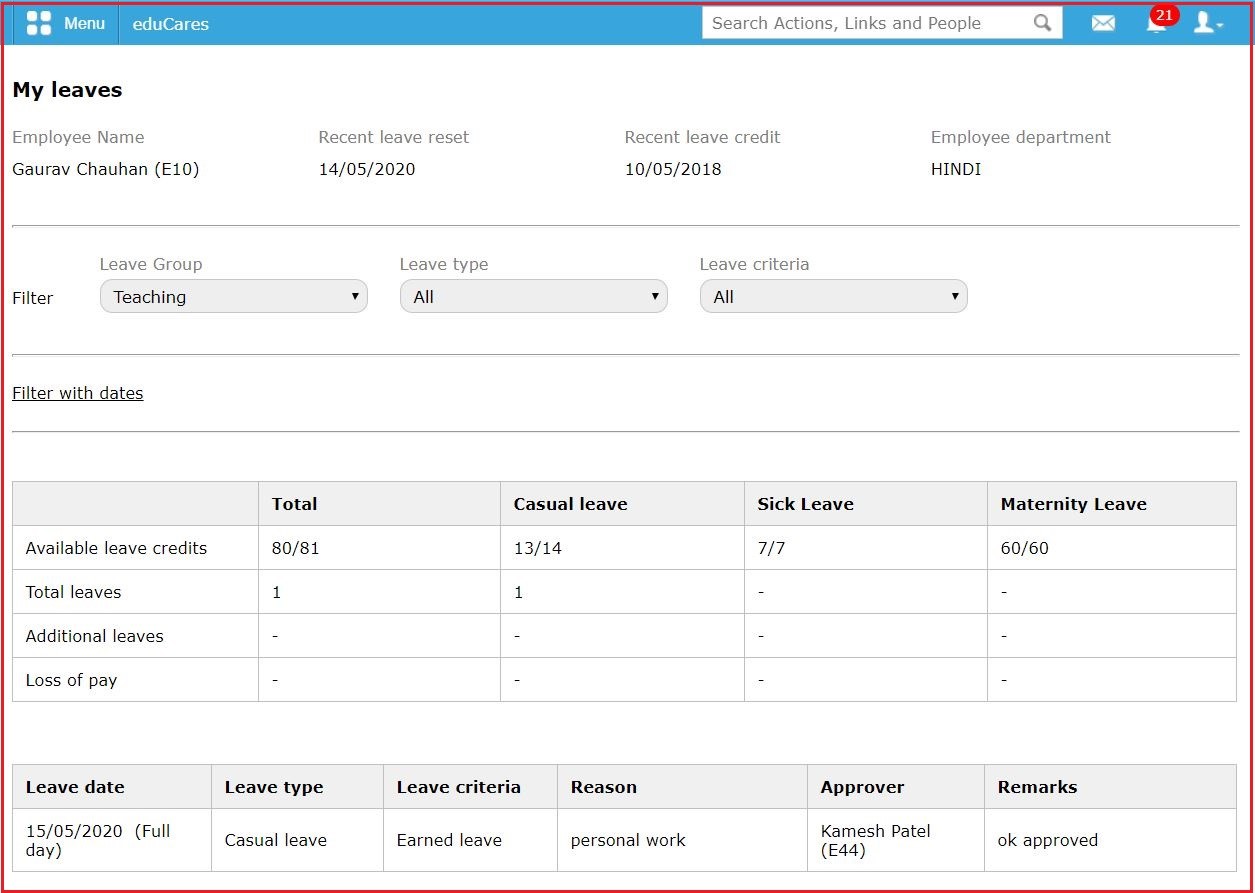 Menu eduCares Search Actions, Links and People 21
My leaves
Employee Name Recent leave reset Recent leave credit Employee department
Gaurav Chauhan (E10) 14/05/2020 10/05/2018 HINDI
Leave Group Leave type Leave criteria
Filter Teaching All All
Filter with dates
Total Casual leave Sick Leave Maternity Leave
Available leave credits 80/81 13/14 7/7 60/60
Total leaves 1 1 - -
Additional leaves - - - -
Loss of pay - - - -
Leave date Leave type Leave criteria Reason Approver Remarks
15/05/2020 (Full day) Casual leave Earned leave personal work Kamesh Patel (E44) ok approved